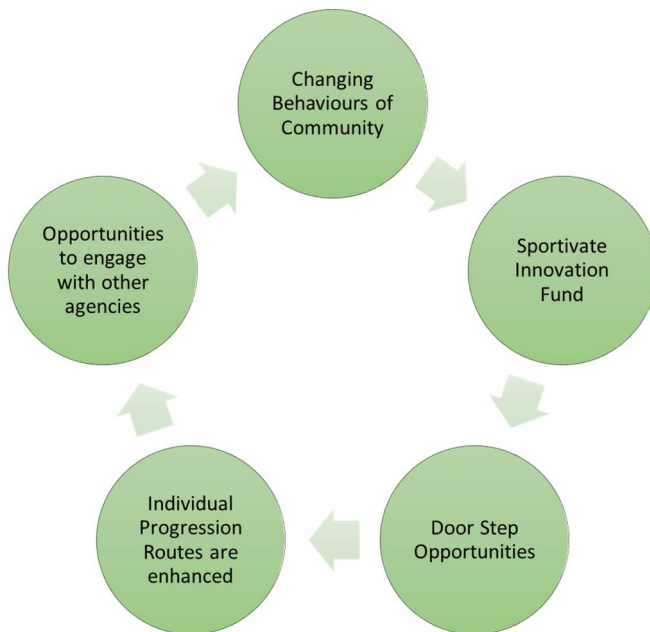 Changing
Behaviours of
Community
Sportivate
Innovation
Fund
Door Step
Opportunities
Individual
Progression
Routes are
enhanced
Opportunities
to engage
with other
agencies